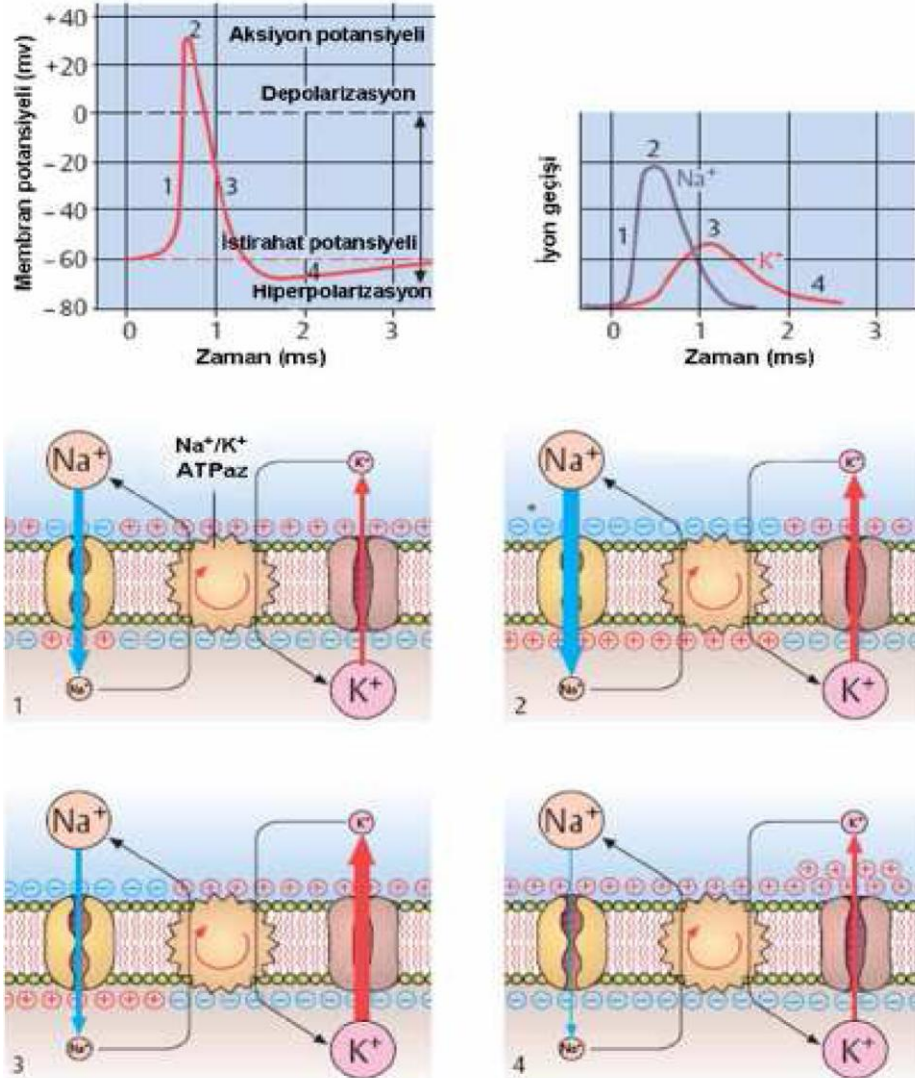 Membran potansiyeli (mv)
+40
+20
0
−20
−40
−60
−80
2
Aksiyon potansiyeli
Depolarizasyon
1
3
İstirahat potansiyeli
4
Hiperpolarizasyon
0
1
2
3
Zaman (ms)
İyon geçişi
2
Na⁺
1
3
K⁺
4
0
1
2
3
Zaman (ms)
Na⁺
Na⁺/K⁺
ATPaz
K⁺
Na⁺
K⁺
1
Na⁺
K⁺
Na⁺
K⁺
2
Na⁺
K⁺
Na⁺
K⁺
3
Na⁺
K⁺
Na⁺
K⁺
4